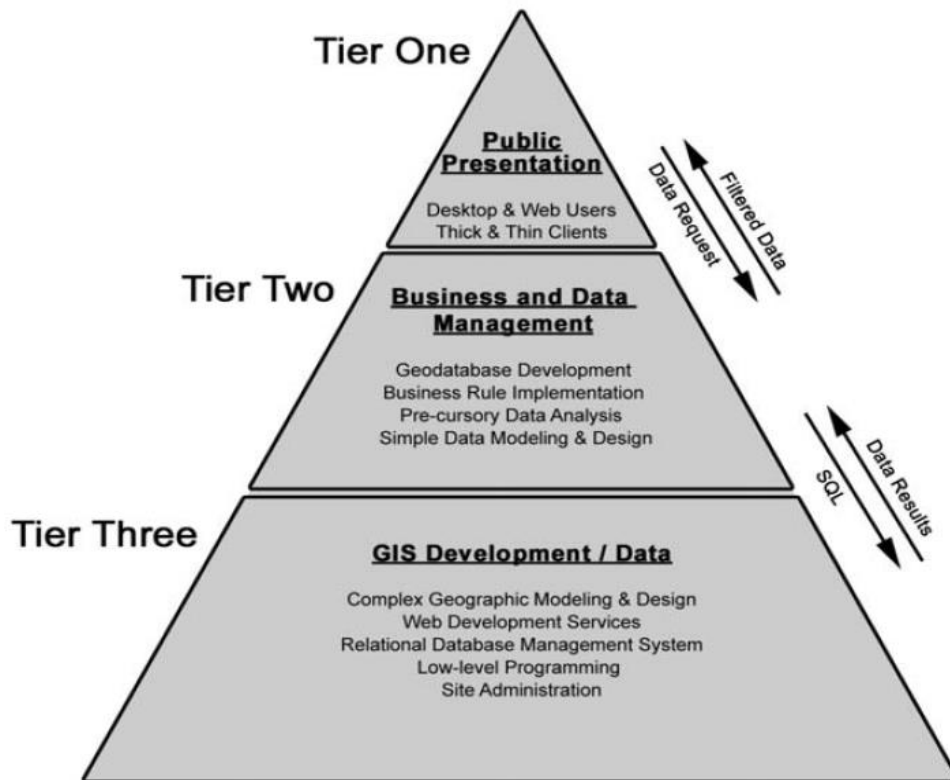 Tier One
Public
Presentation
Desktop & Web Users
Thick & Thin Clients
Filtered Data
Data Request
Tier Two
Business and Data
Management
Geodatabase Development
Business Rule Implementation
Pre-cursory Data Analysis
Simple Data Modeling & Design
Data Results
SQL
Tier Three
GIS Development / Data
Complex Geographic Modeling & Design
Web Development Services
Relational Database Management System
Low-level Programming
Site Administration